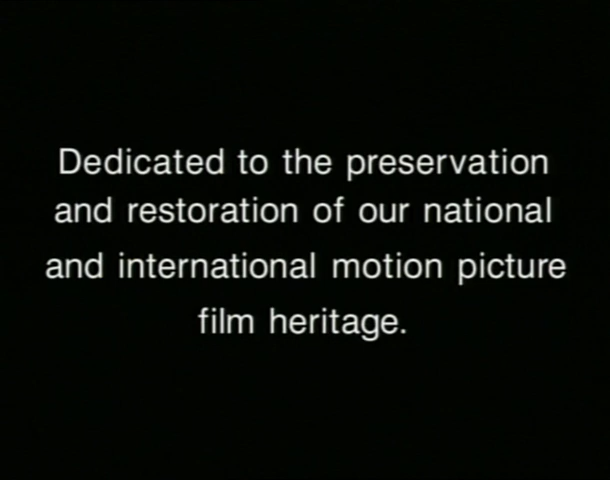 Dedicated to the preservation
and restoration of our national
and international motion picture
film heritage.